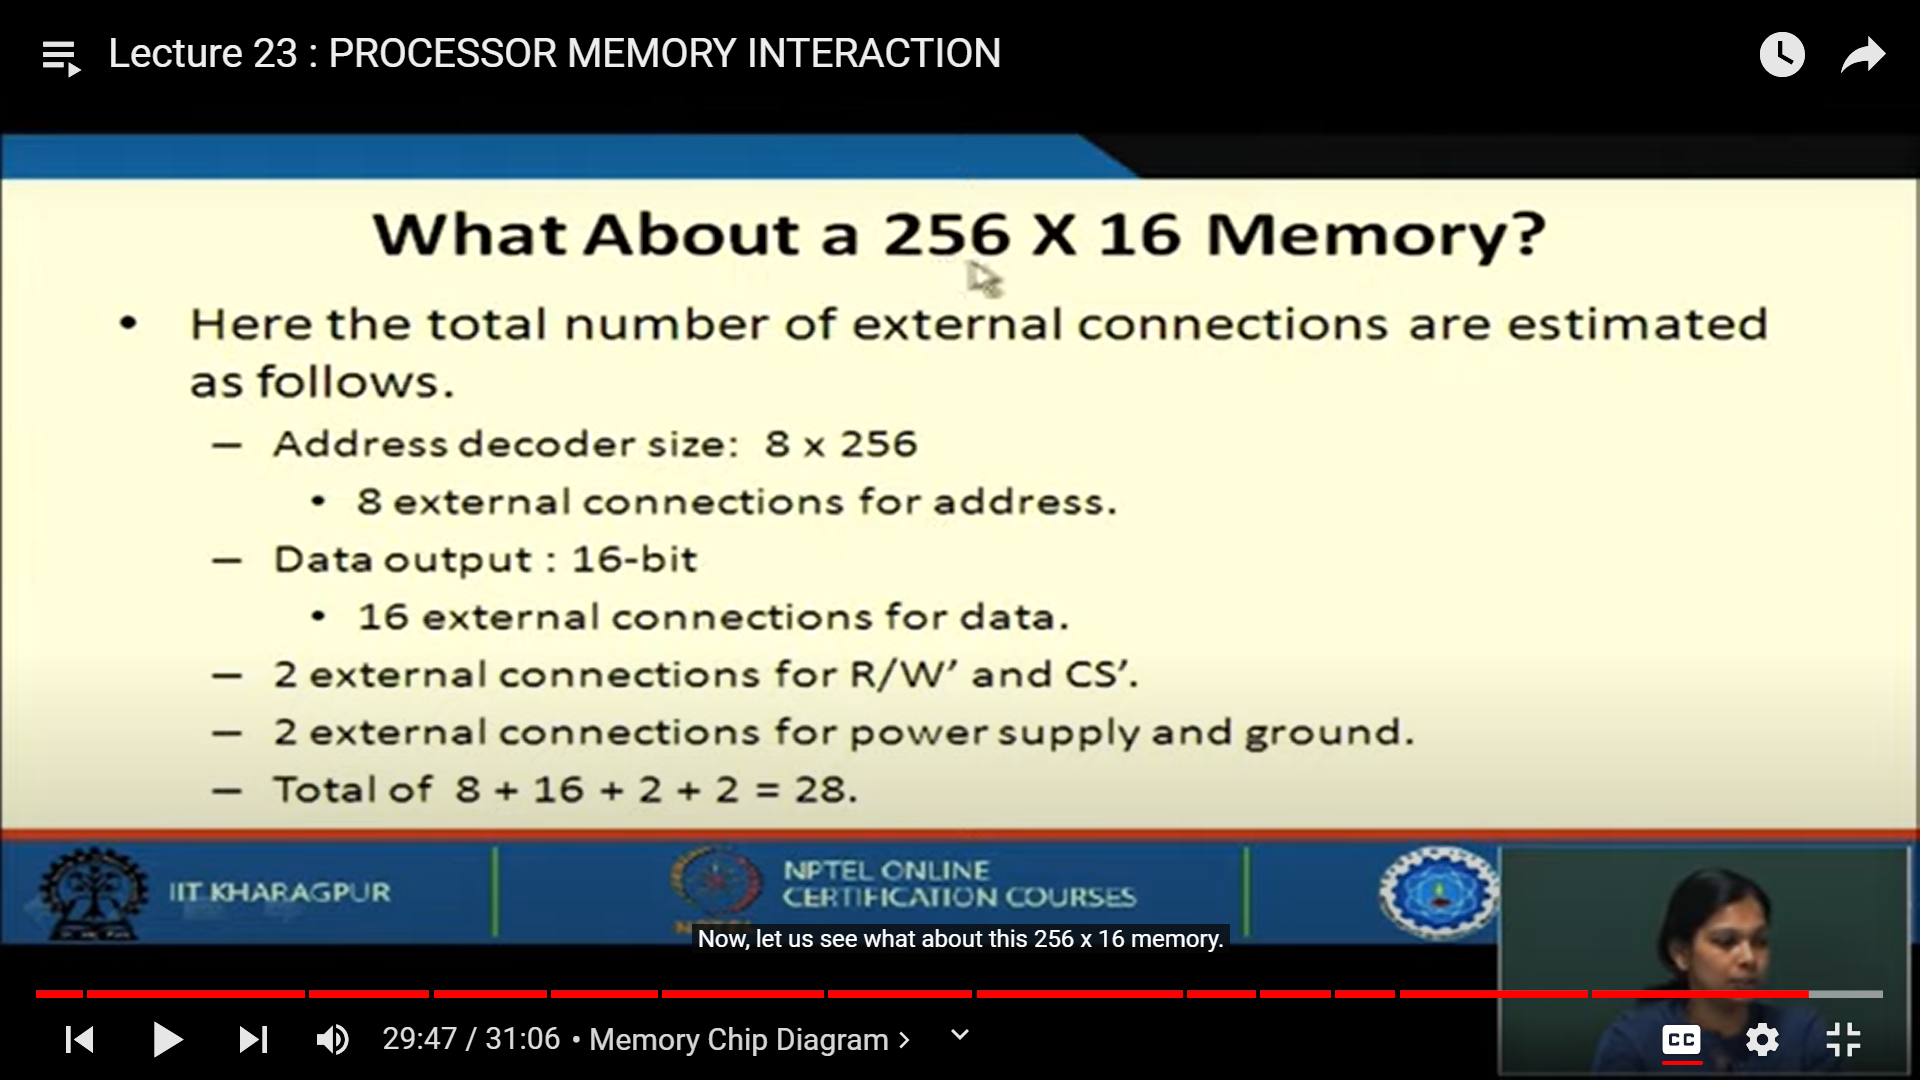 Lecture 23 : PROCESSOR MEMORY INTERACTION
What About a 256 X 16 Memory?
• Here the total number of external connections are estimated
as follows.
– Address decoder size: 8 x 256
• 8 external connections for address.
– Data output : 16-bit
• 16 external connections for data.
– 2 external connections for R/W’ and CS’.
– 2 external connections for power supply and ground.
– Total of 8 + 16 + 2 + 2 = 28.
IIT KHARAGPUR
NPTEL ONLINE
CERTIFICATION COURSES
Now, let us see what about this 256 x 16 memory.
29:47 / 31:06 • Memory Chip Diagram ›
CC